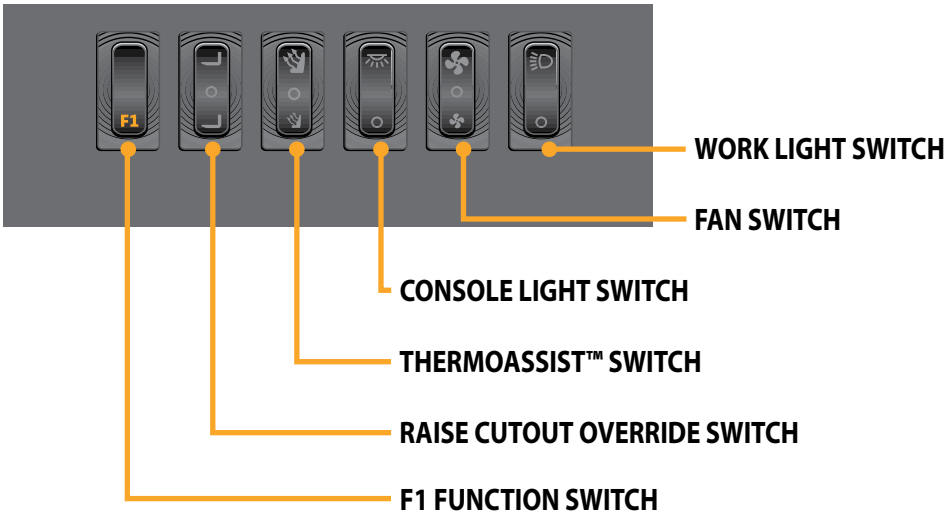 F1
WORK LIGHT SWITCH
FAN SWITCH
CONSOLE LIGHT SWITCH
THERMOASSIST™ SWITCH
RAISE CUTOUT OVERRIDE SWITCH
F1 FUNCTION SWITCH